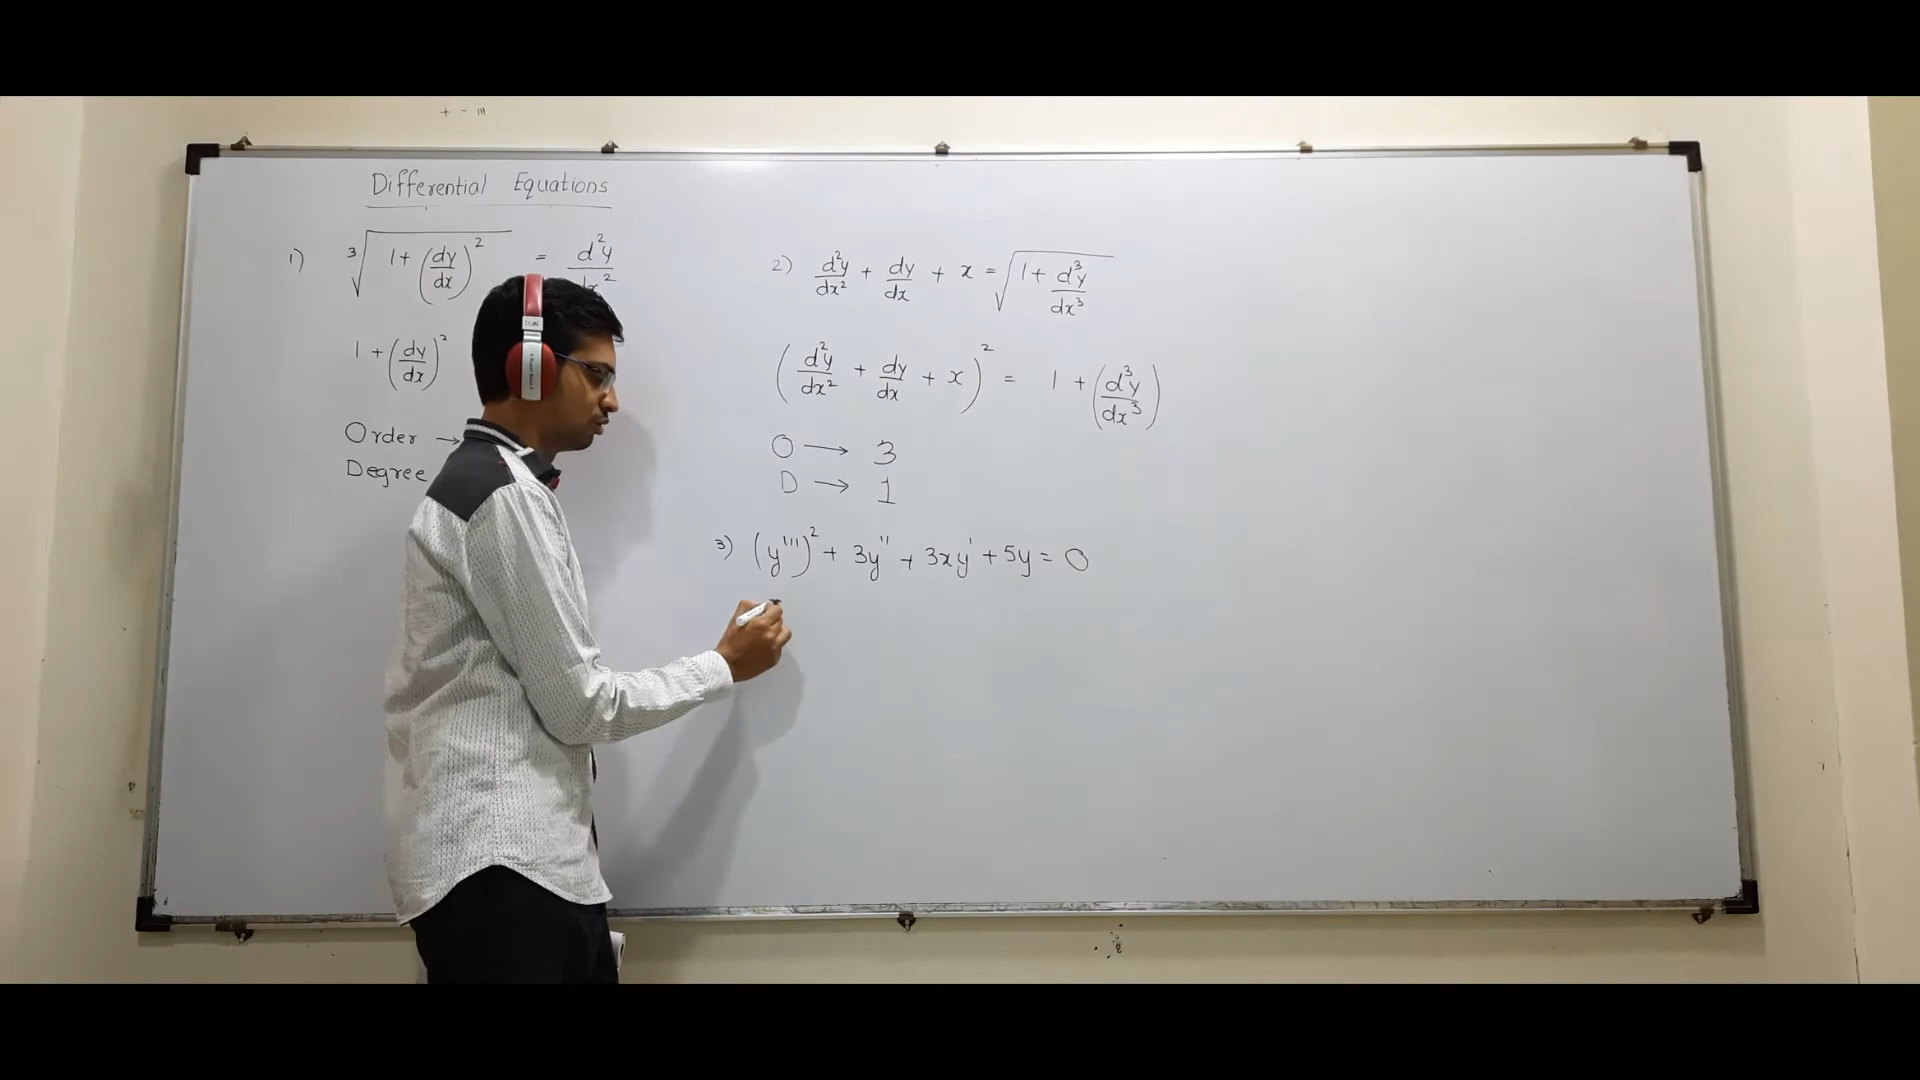 Differential Equations
1) ∛(1+(dy/dx)²) = d²y/dx²
1+(dy/dx)²
Order →
Degree
2) d²y/dx² + dy/dx + x = √(1+d³y/dx³)
(d²y/dx² + dy/dx + x)² = 1 + (d³y/dx³)
O → 3
D → 1
3) (y''')² + 3y'' + 3xy' + 5y = 0